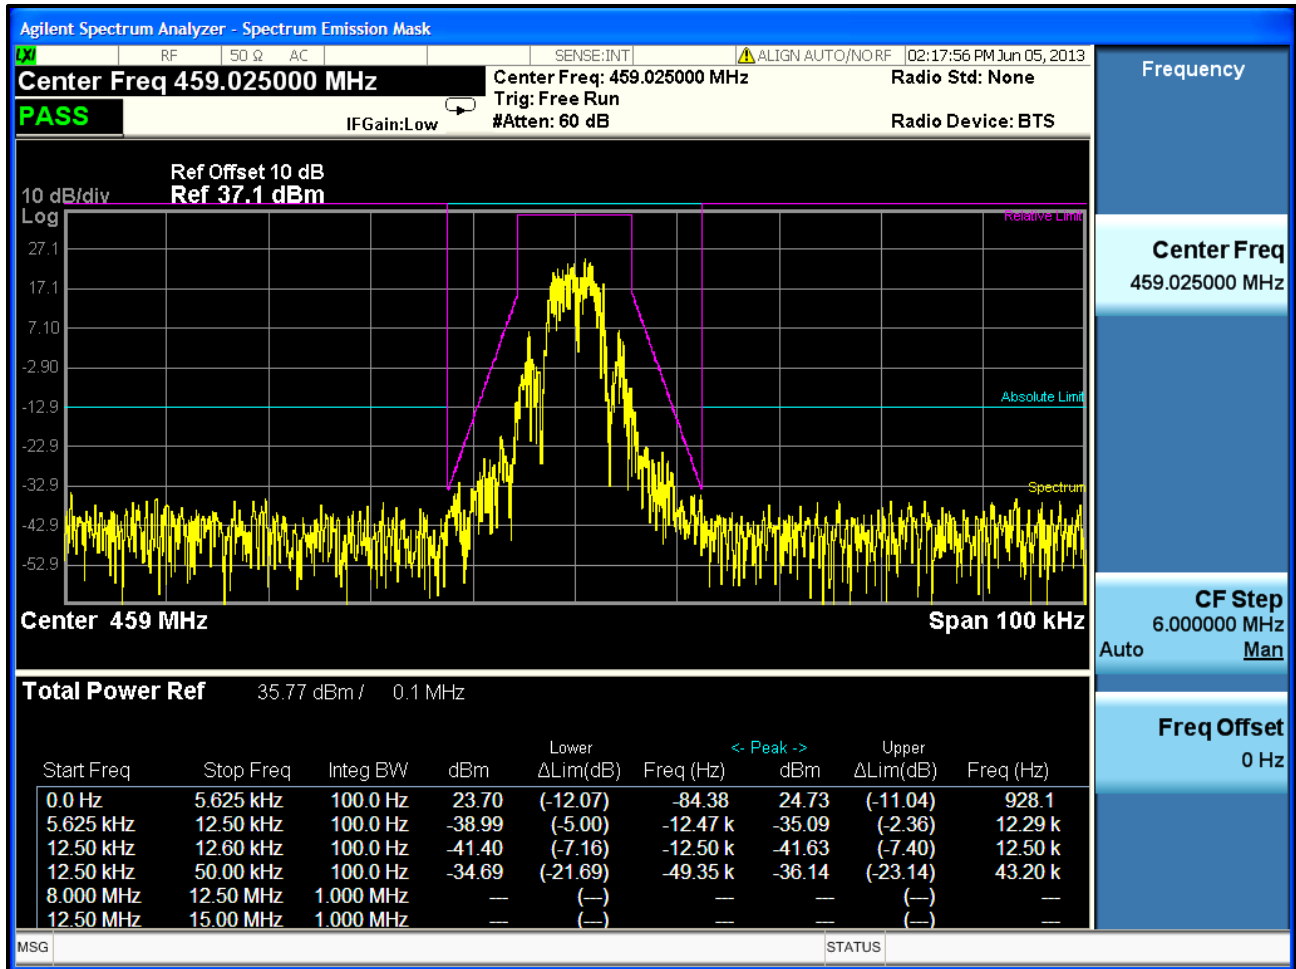 Agilent Spectrum Analyzer - Spectrum Emission Mask
LXI RF 50 Ω AC SENSE:INT ALIGN AUTO/NO RF 02:17:56 PM Jun 05, 2013
Center Freq 459.025000 MHz
Center Freq: 459.025000 MHz
Radio Std: None
Trig: Free Run
PASS
IFGain:Low
#Atten: 60 dB
Radio Device: BTS
Ref Offset 10 dB
10 dB/div Ref 37.1 dBm
Log
Relative Limit
27.1
17.1
7.10
-2.90
Absolute Limit
-12.9
-22.9
-32.9
Spectrum
-42.9
-52.9
Center 459 MHz Span 100 kHz
Total Power Ref 35.77 dBm / 0.1 MHz
Lower <- Peak -> Upper
Start Freq Stop Freq Integ BW dBm ΔLim(dB) Freq (Hz) dBm ΔLim(dB) Freq (Hz)
0.0 Hz 5.625 kHz 100.0 Hz 23.70 (-12.07) -84.38 24.73 (-11.04) 928.1
5.625 kHz 12.50 kHz 100.0 Hz -38.99 (-5.00) -12.47 k -35.09 (-2.36) 12.29 k
12.50 kHz 12.60 kHz 100.0 Hz -41.40 (-7.16) -12.50 k -41.63 (-7.40) 12.50 k
12.50 kHz 50.00 kHz 100.0 Hz -34.69 (-21.69) -49.35 k -36.14 (-23.14) 43.20 k
8.000 MHz 12.50 MHz 1.000 MHz --- (---) --- --- (---) ---
12.50 MHz 15.00 MHz 1.000 MHz --- (---) --- --- (---) ---
MSG STATUS
Frequency
Center Freq
459.025000 MHz
CF Step
6.000000 MHz
Auto Man
Freq Offset
0 Hz